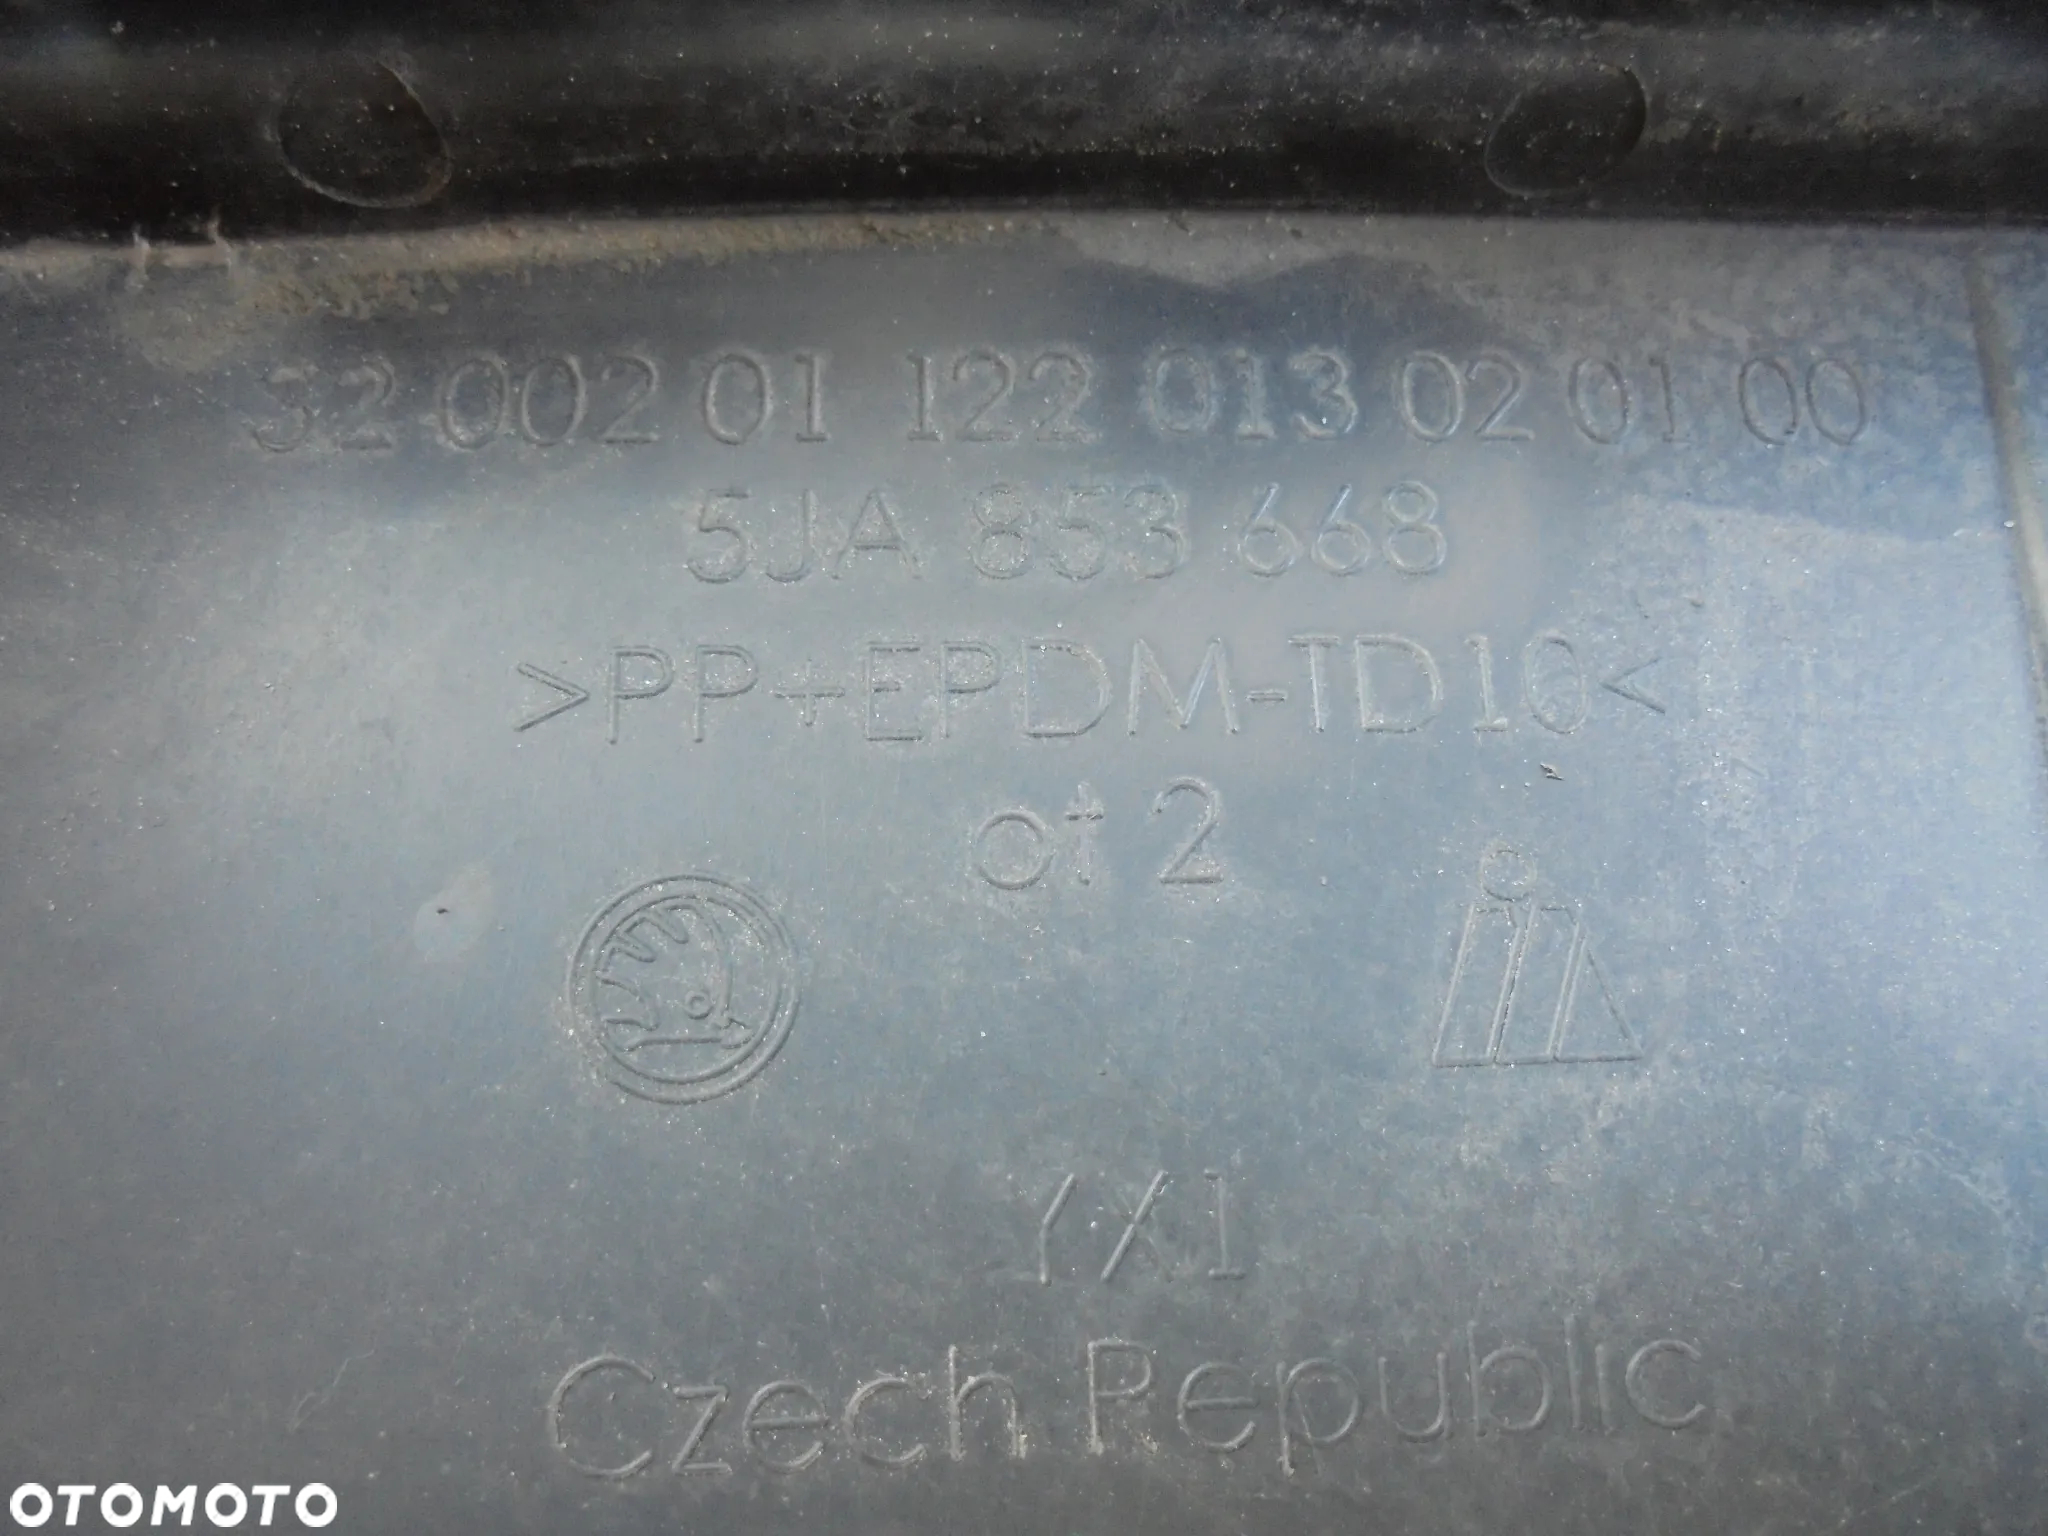 32 002 01 122 013 02 01 00
5JA 853 668
>PP+EPDM-TD10<
ot 2
YX1
Czech Republic
OTOMOTO